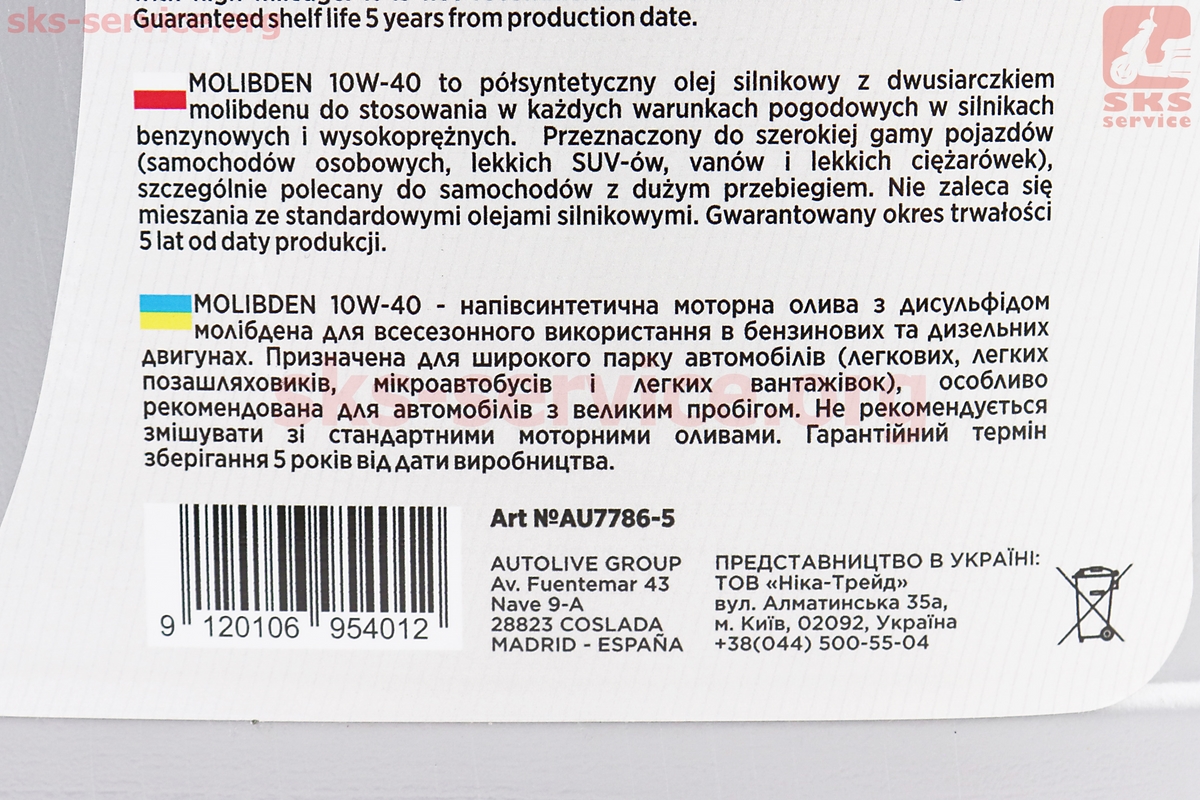 Guaranteed shelf life 5 years from production date.
sks-service.org
SKS
service
MOLIBDEN 10W-40 to półsyntetyczny olej silnikowy z dwusiarczkiem
molibdenu do stosowania w każdych warunkach pogodowych w silnikach
benzynowych i wysokoprężnych. Przeznaczony do szerokiej gamy pojazdów
(samochodów osobowych, lekkich SUV-ów, vanów i lekkich ciężarówek),
szczególnie polecany do samochodów z dużym przebiegiem. Nie zaleca się
mieszania ze standardowymi olejami silnikowymi. Gwarantowany okres trwałości
5 lat od daty produkcji.
MOLIBDEN 10W-40 - напівсинтетична моторна олива з дисульфідом
молібдена для всесезонного використання в бензинових та дизельних
двигунах. Призначена для широкого парку автомобілів (легкових, легких
позашляховиків, мікроавтобусів і легких вантажівок), особливо
sks-service.org
рекомендована для автомобілів з великим пробігом. Не рекомендується
змішувати зі стандартними моторними оливами. Гарантійний термін
зберігання 5 років від дати виробництва.
9 120106 954012
Art №AU7786-5
AUTOLIVE GROUP
Av. Fuentemar 43
Nave 9-A
28823 COSLADA
MADRID - ESPAÑA
ПРЕДСТАВНИЦТВО В УКРАЇНІ:
ТОВ «Ніка-Трейд»
вул. Алматинська 35а,
м. Київ, 02092, Україна
+38(044) 500-55-04